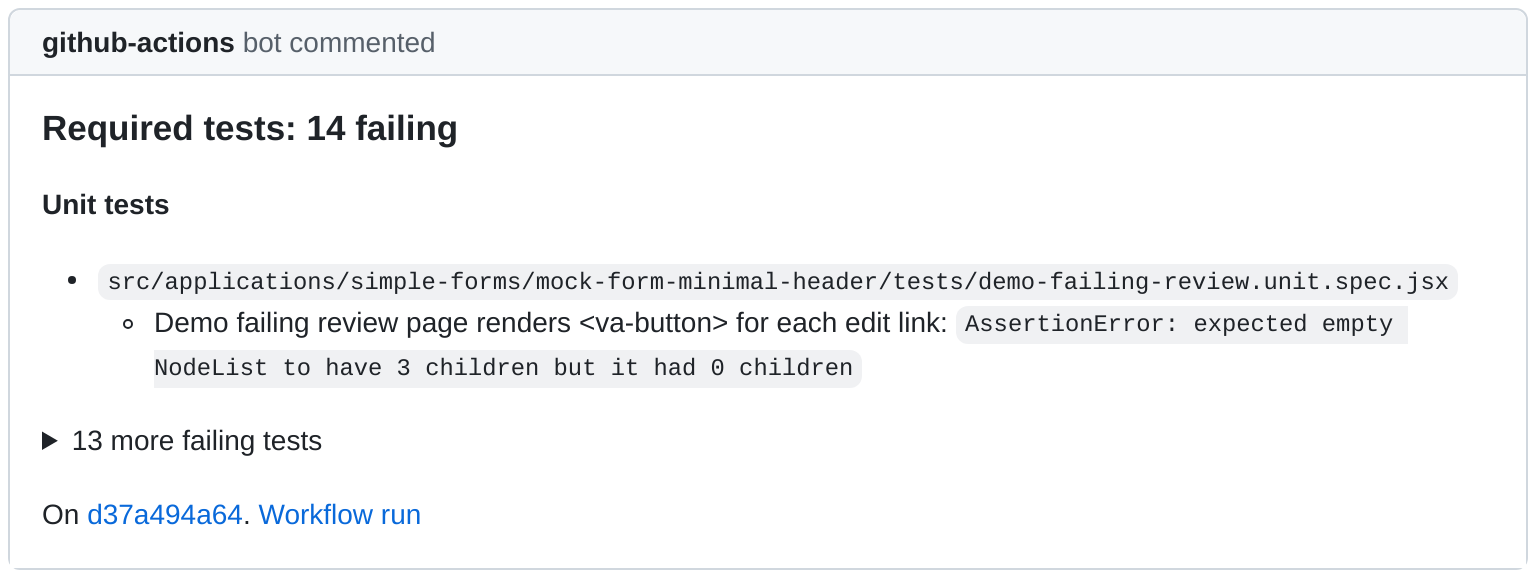 github-actions bot commented
Required tests: 14 failing
Unit tests
src/applications/simple-forms/mock-form-minimal-header/tests/demo-failing-review.unit.spec.jsx
Demo failing review page renders <va-button> for each edit link: AssertionError: expected empty
NodeList to have 3 children but it had 0 children
13 more failing tests
On d37a494a64. Workflow run